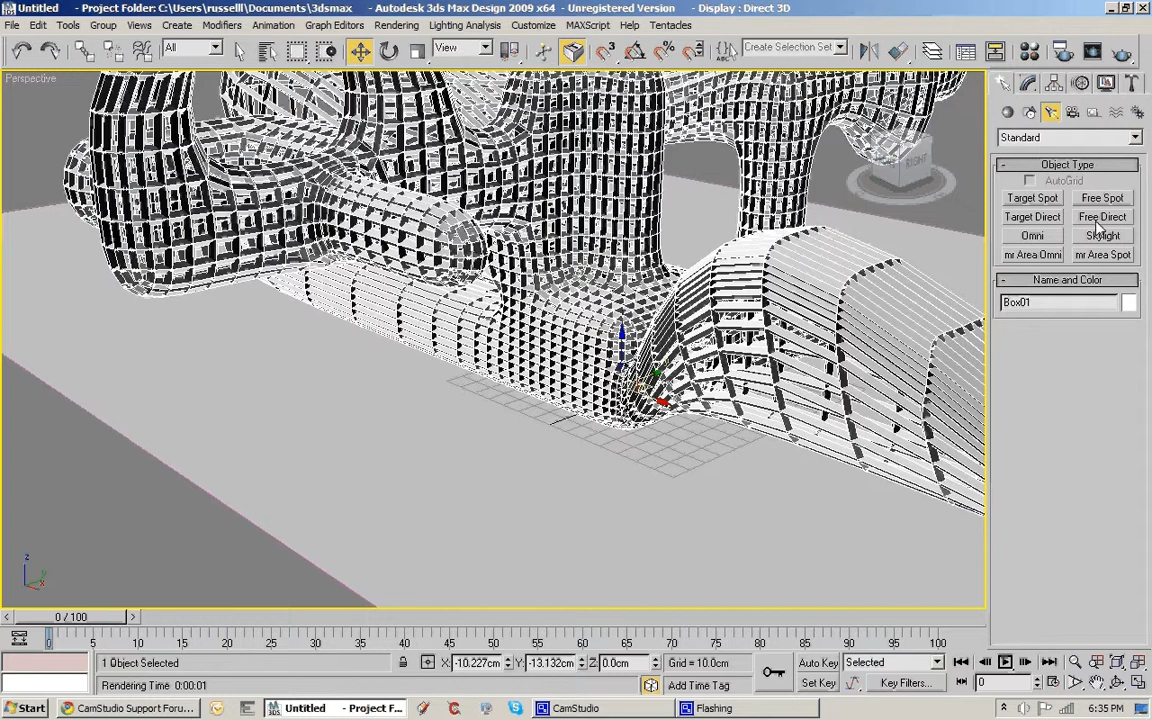 Untitled - Project Folder: C:\Users\russelll\Documents\3dsmax - Autodesk 3ds Max Design 2009 x64 - Unregistered Version - Display : Direct 3D
File Edit Tools Group Views Create Modifiers Animation Graph Editors Rendering Lighting Analysis Customize MAXScript Help Tentacles
All View Create Selection Set
Perspective
Standard
RIGHT
- Object Type
AutoGrid
Target Spot Free Spot
Target Direct Free Direct
Omni Skylight
mr Area Omni mr Area Spot
- Name and Color
Box01
z
y
x
< 0 / 100 >
0 5 10 15 20 25 30 35 40 45 50 55 60 65 70 75 80 85 90 95 100
1 Object Selected X: -10.227cm Y: -13.132cm Z: 0.0cm Grid = 10.0cm Auto Key Selected
Rendering Time 0:00:01 Add Time Tag Set Key Key Filters... 0
Start CamStudio Support Foru... Untitled - Project F... CamStudio Flashing 6:35 PM